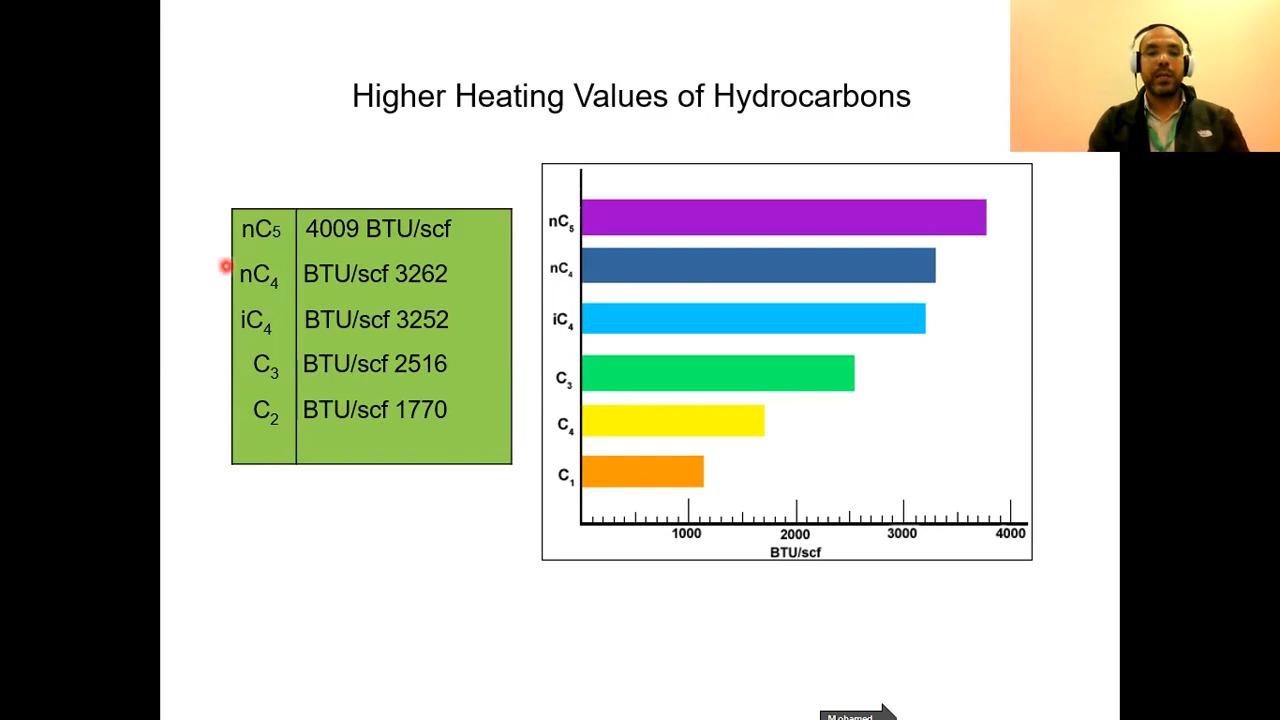 Higher Heating Values of Hydrocarbons
nC5 4009 BTU/scf
nC4 BTU/scf 3262
iC4 BTU/scf 3252
C3 BTU/scf 2516
C2 BTU/scf 1770
nC5
nC4
iC4
C3
C4
C1
1000 2000 3000 4000
BTU/scf
Mohamed